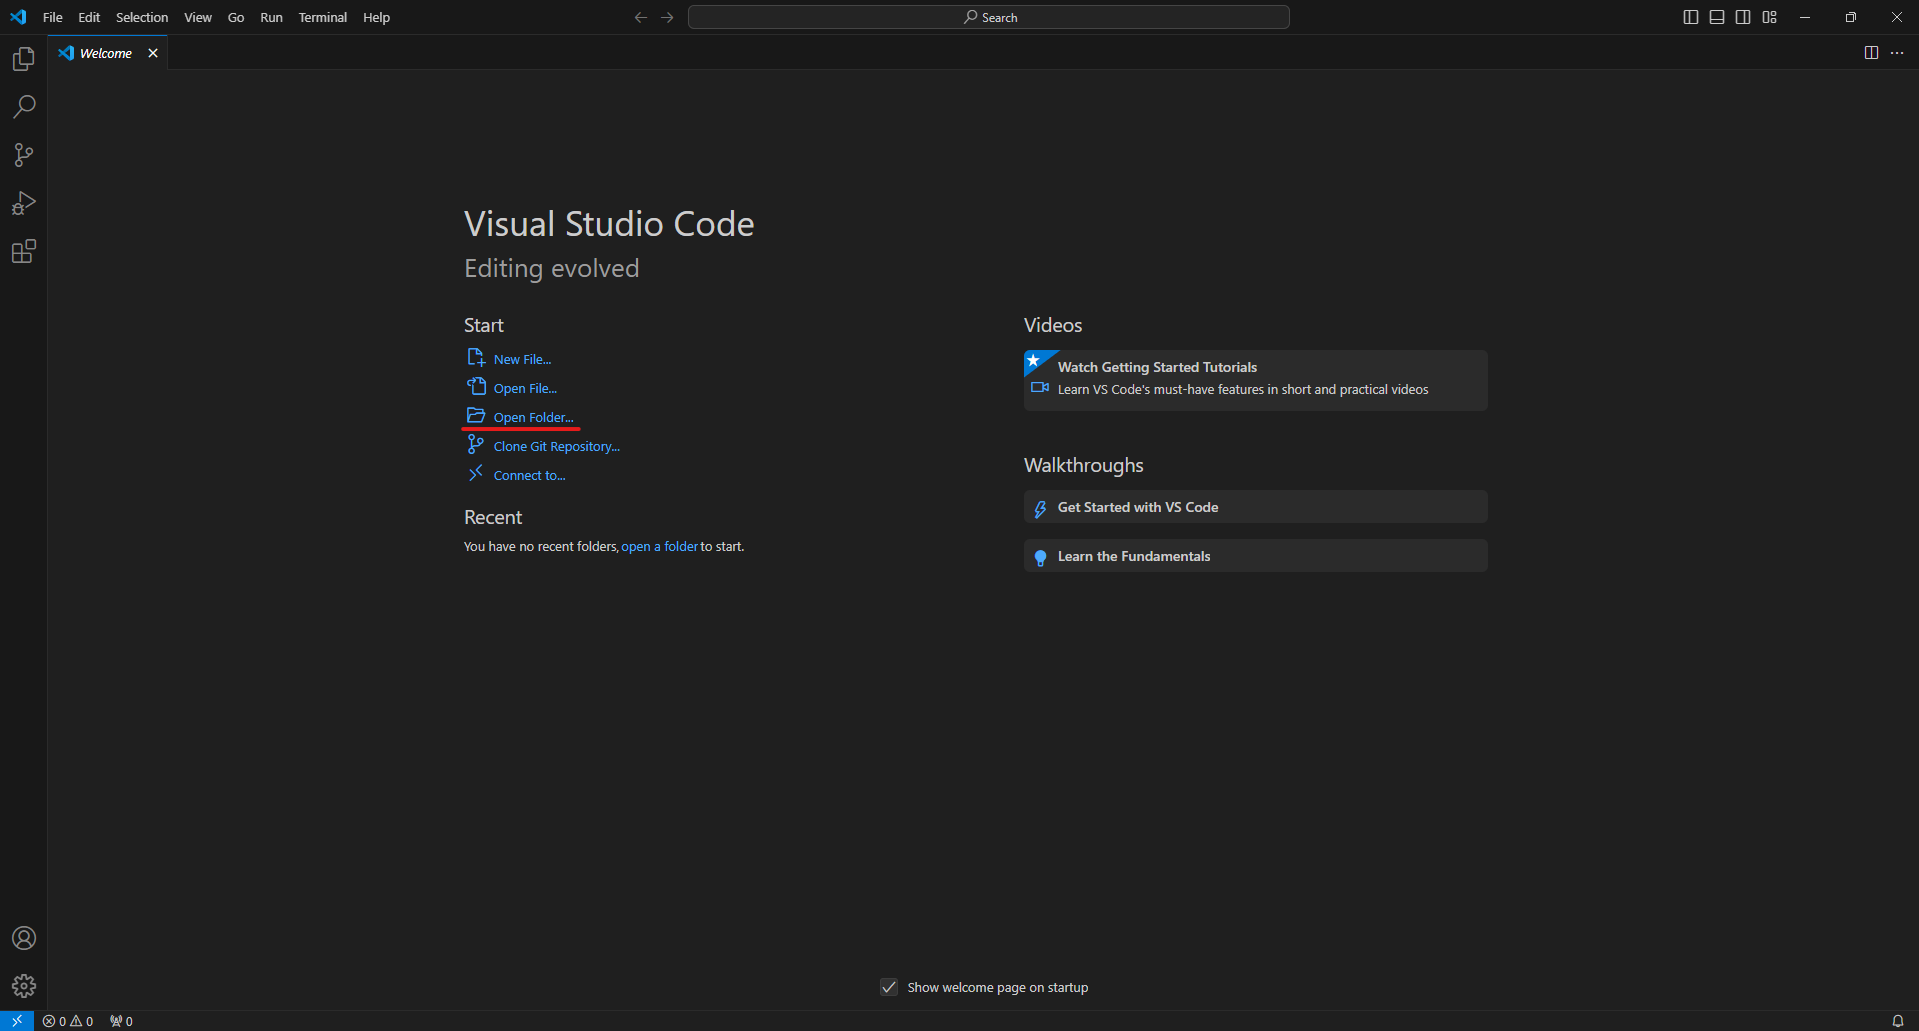 File Edit Selection View Go Run Terminal Help
Search
Welcome
Visual Studio Code
Editing evolved
Start
New File...
Open File...
Open Folder...
Clone Git Repository...
Connect to...
Recent
You have no recent folders, open a folder to start.
Videos
Watch Getting Started Tutorials
Learn VS Code's must-have features in short and practical videos
Walkthroughs
Get Started with VS Code
Learn the Fundamentals
Show welcome page on startup
0 0 0